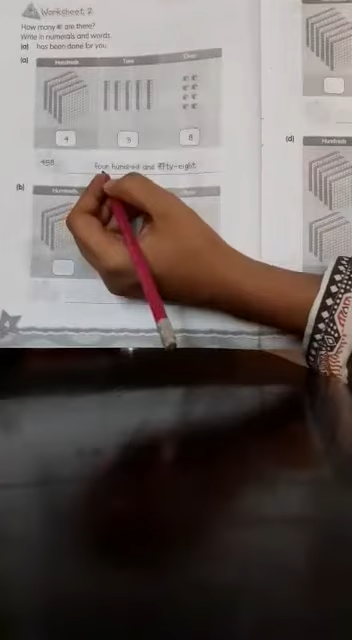 Worksheet 2
How many are there?
Write in numerals and words.
(a) has been done for you.
(a)
Hundreds Tens Ones
4 5 8
458 four hundred and fifty-eight
(b)
Hundreds
(d)
Hundreds